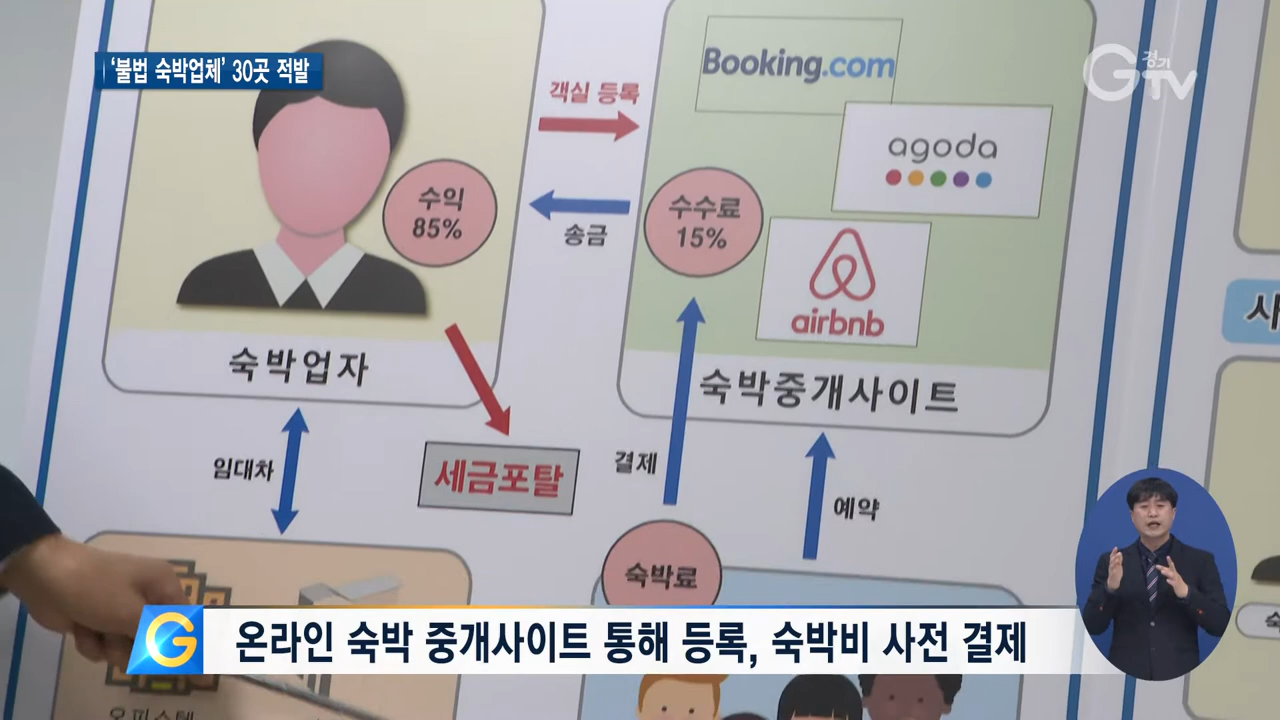 '불법 숙박업체' 30곳 적발
경기
GTV
Booking.com
객실 등록
agoda
수익
85%
수수료
15%
송금
airbnb
숙박업자
숙박중개사이트
세금포탈
임대차
결제
예약
숙박료
G
온라인 숙박 중개사이트 통해 등록, 숙박비 사전 결제